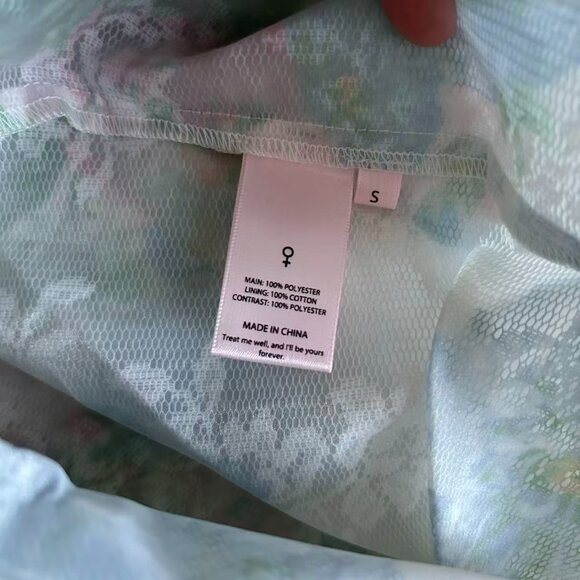 S
♀
MAIN: 100% POLYESTER
LINING: 100% COTTON
CONTRAST: 100% POLYESTER
MADE IN CHINA
Treat me well, and I'll be yours
forever.